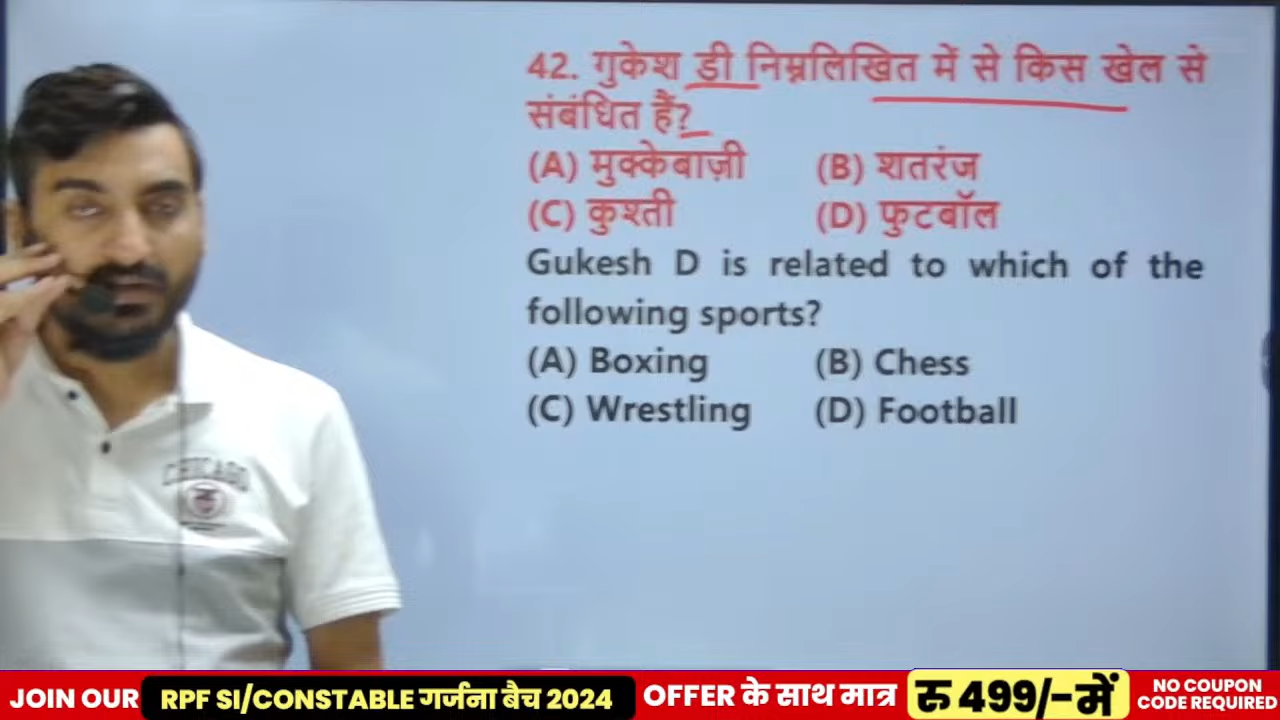 42. गुकेश डी निम्नलिखित में से किस खेल से
संबंधित हैं?
(A) मुक्केबाज़ी (B) शतरंज
(C) कुश्ती (D) फुटबॉल
Gukesh D is related to which of the
following sports?
(A) Boxing (B) Chess
(C) Wrestling (D) Football
CHICAGO
JOIN OUR RPF SI/CONSTABLE गर्जना बैच 2024 OFFER के साथ मात्र रु 499/-में NO COUPON
CODE REQUIRED